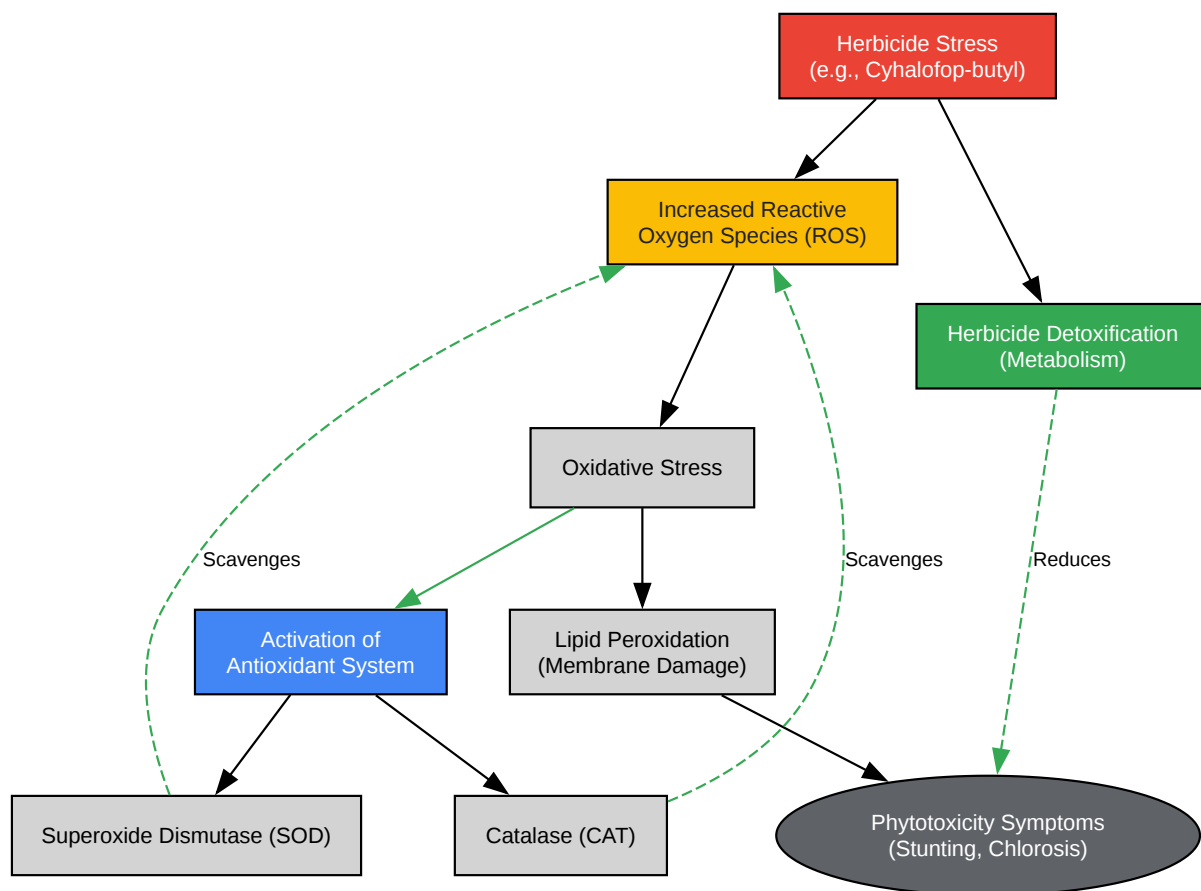 Herbicide Stress
(e.g., Cyhalofop-butyl)
Increased Reactive
Oxygen Species (ROS)
Herbicide Detoxification
(Metabolism)
Oxidative Stress
Scavenges
Scavenges
Reduces
Activation of
Antioxidant System
Lipid Peroxidation
(Membrane Damage)
Superoxide Dismutase (SOD)
Catalase (CAT)
Phytotoxicity Symptoms
(Stunting, Chlorosis)